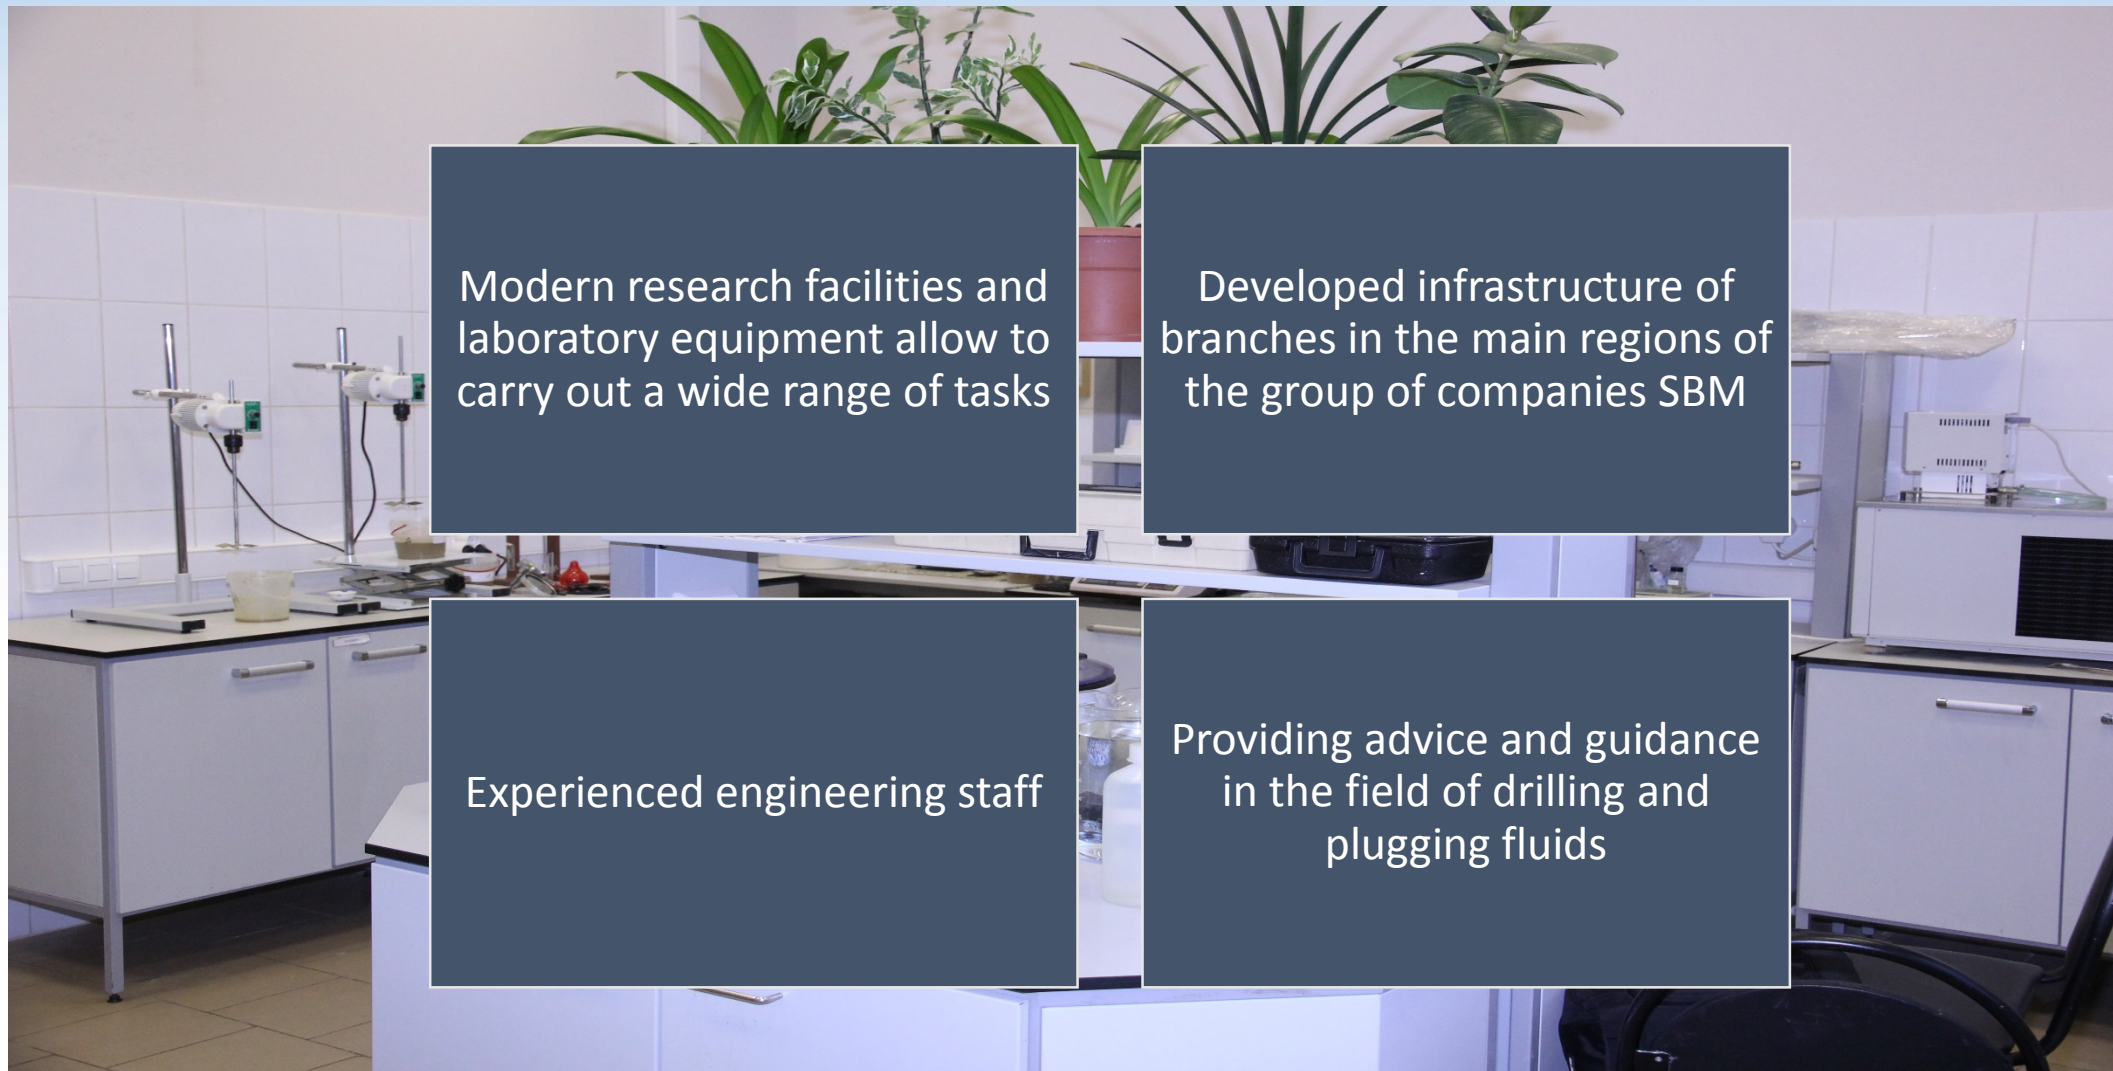 Modern research facilities and
laboratory equipment allow to
carry out a wide range of tasks
Developed infrastructure of
branches in the main regions of
the group of companies SBM
Experienced engineering staff
Providing advice and guidance
in the field of drilling and
plugging fluids